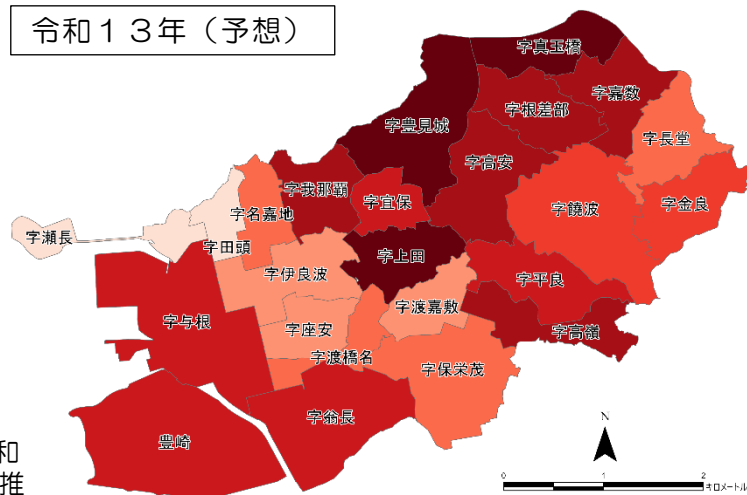 令和１３年（予想）
字真玉橋
字嘉数
字根差部
字豊見城
字長堂
字高安
字我那覇
字宜保
字饒波
字金良
字名嘉地
字瀬長
字田頭
字上田
字伊良波
字平良
字渡嘉敷
字与根
字座安
字高嶺
字渡橋名
字保栄茂
字翁長
豊崎
N
和
推
0 1 2
キロメートル